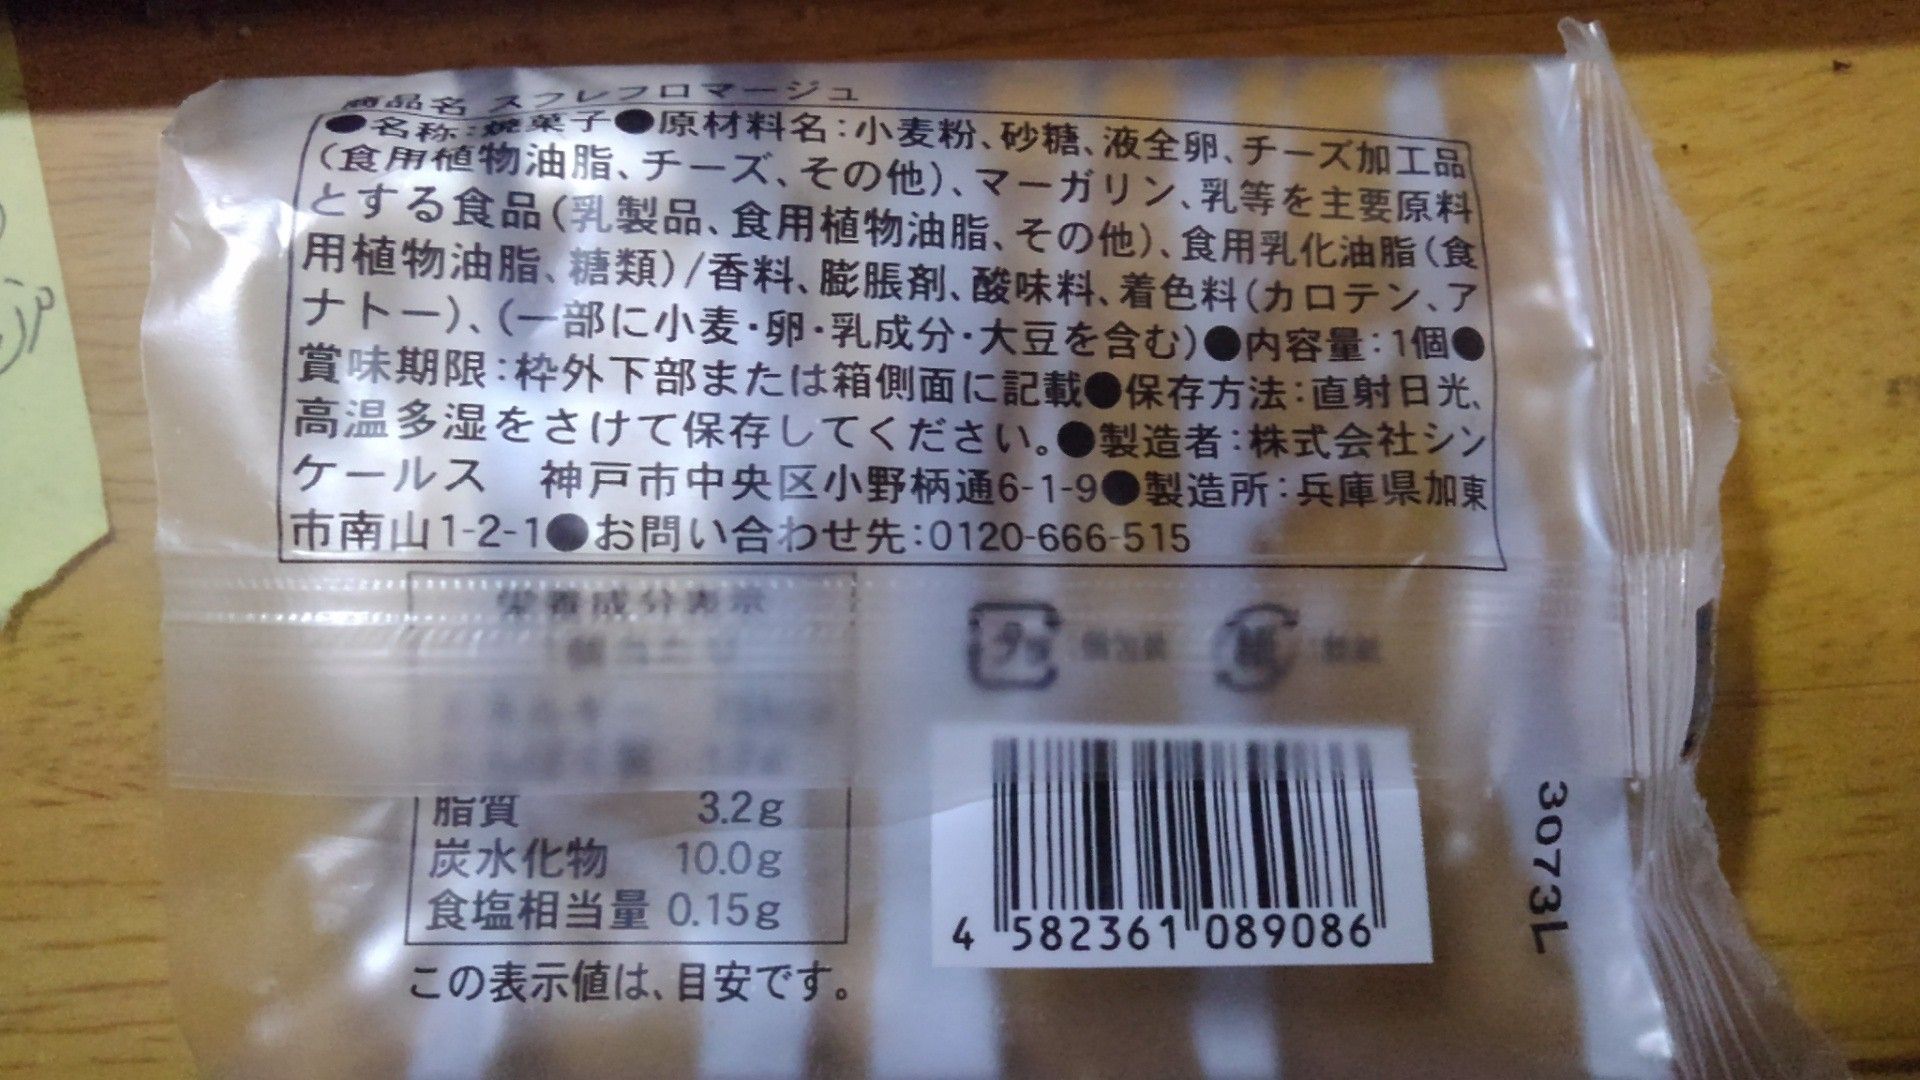 商品名 スフレフロマージュ
●名称:焼菓子●原材料名:小麦粉、砂糖、液全卵、チーズ加工品
(食用植物油脂、チーズ、その他)、マーガリン、乳等を主要原料
とする食品(乳製品、食用植物油脂、その他)、食用乳化油脂(食
用植物油脂、糖類)/香料、膨脹剤、酸味料、着色料(カロテン、ア
ナトー)、(一部に小麦・卵・乳成分・大豆を含む)●内容量:1個●
賞味期限:枠外下部または箱側面に記載●保存方法:直射日光、
高温多湿をさけて保存してください。●製造者:株式会社シン
ケールス 神戸市中央区小野柄通6-1-9●製造所:兵庫県加東
市南山1-2-1●お問い合わせ先:0120-666-515
栄養成分表示
1個当たり
脂質 3.2g
炭水化物 10.0g
食塩相当量 0.15g
この表示値は、目安です。
プラ
4 582361 089086
3073L